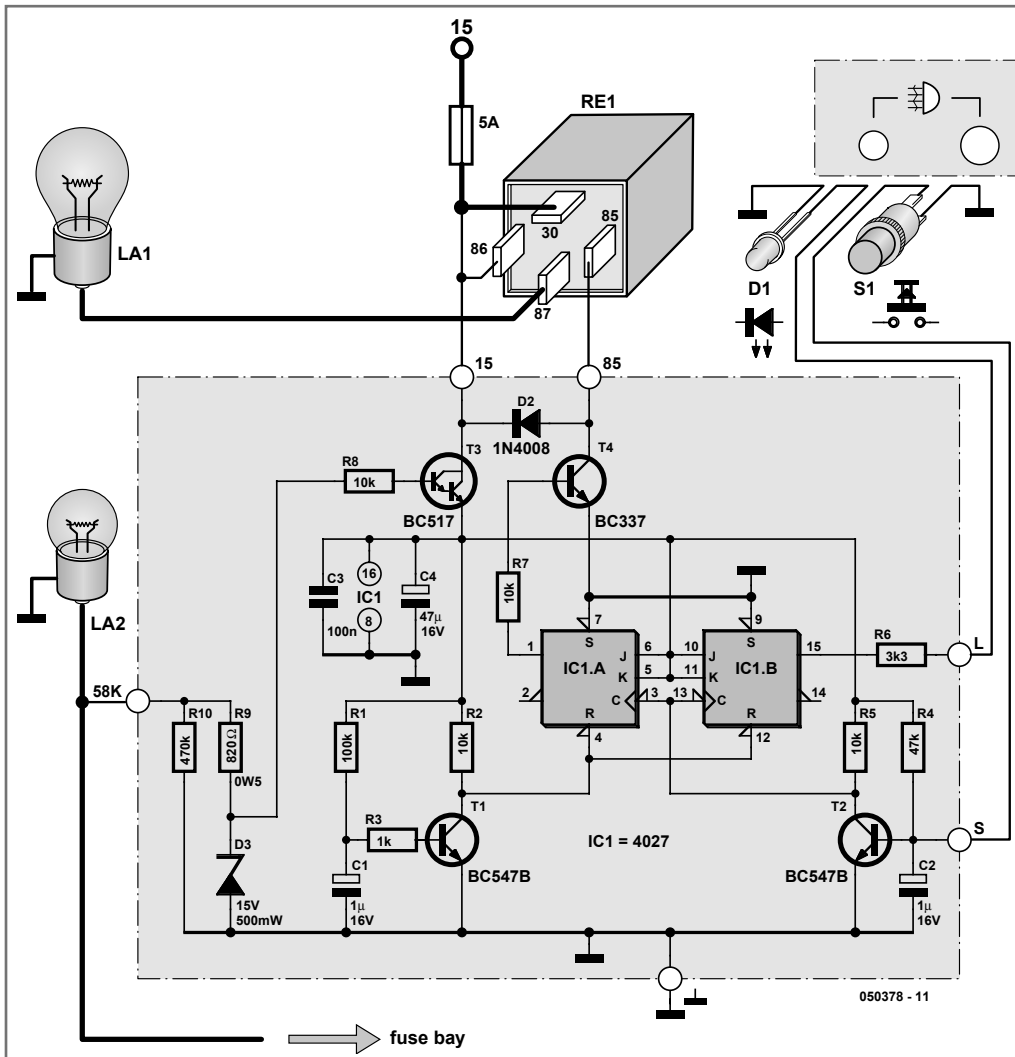 15
5A
RE1
30
85
86
87
LA1
D1
S1
15
85
D2
1N4008
T3
T4
R8
10k
BC517
BC337
C3
100n
16
IC1
8
C4
47µ
16V
R7
10k
LA2
58K
7
S
1
2
IC1.A
J
K
C
R
4
6
5
3
10
11
13
9
S
J
K
C
IC1.B
R
12
15
14
R6
3k3
L
R10
470k
R9
820Ω
0W5
R1
100k
R2
10k
R5
10k
R4
47k
R3
1k
T1
BC547B
IC1 = 4027
T2
BC547B
S
D3
15V
500mW
C1
1µ
16V
C2
1µ
16V
050378 - 11
fuse bay